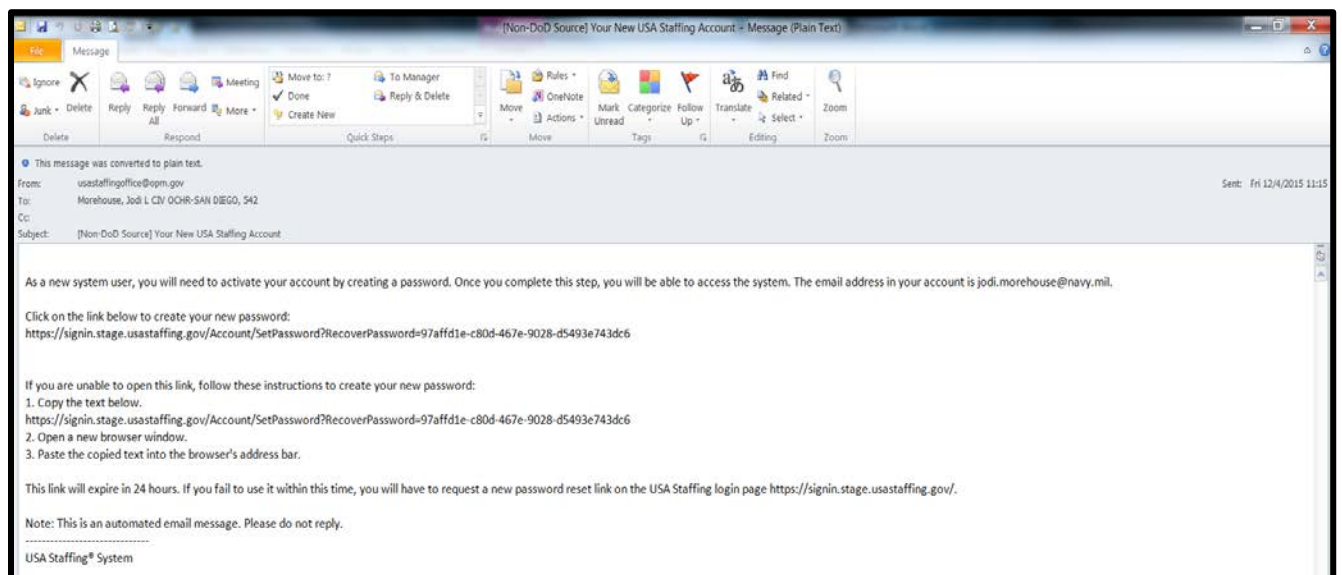 [Non-DoD Source] Your New USA Staffing Account - Message (Plain Text)
File Message
Ignore
Junk Delete
Reply Reply All Forward Meeting More
Move to: ? To Manager
Done Reply & Delete
Create New
Move Rules OneNote Actions
Mark Unread Categorize Follow Up
Translate Find Related Select
Zoom
Delete Respond Quick Steps Move Tags Editing Zoom
This message was converted to plain text.
From: usastaffingoffice@opm.gov Sent: Fri 12/4/2015 11:15
To: Morehouse, Jodi L CIV OCHR-SAN DIEGO, 542
Cc:
Subject: [Non-DoD Source] Your New USA Staffing Account
As a new system user, you will need to activate your account by creating a password. Once you complete this step, you will be able to access the system. The email address in your account is jodi.morehouse@navy.mil.
Click on the link below to create your new password:
https://signin.stage.usastaffing.gov/Account/SetPassword?RecoverPassword=97affd1e-c80d-467e-9028-d5493e743dc6
If you are unable to open this link, follow these instructions to create your new password:
1. Copy the text below.
https://signin.stage.usastaffing.gov/Account/SetPassword?RecoverPassword=97affd1e-c80d-467e-9028-d5493e743dc6
2. Open a new browser window.
3. Paste the copied text into the browser's address bar.
This link will expire in 24 hours. If you fail to use it within this time, you will have to request a new password reset link on the USA Staffing login page https://signin.stage.usastaffing.gov/.
Note: This is an automated email message. Please do not reply.
------------------------------
USA Staffing® System